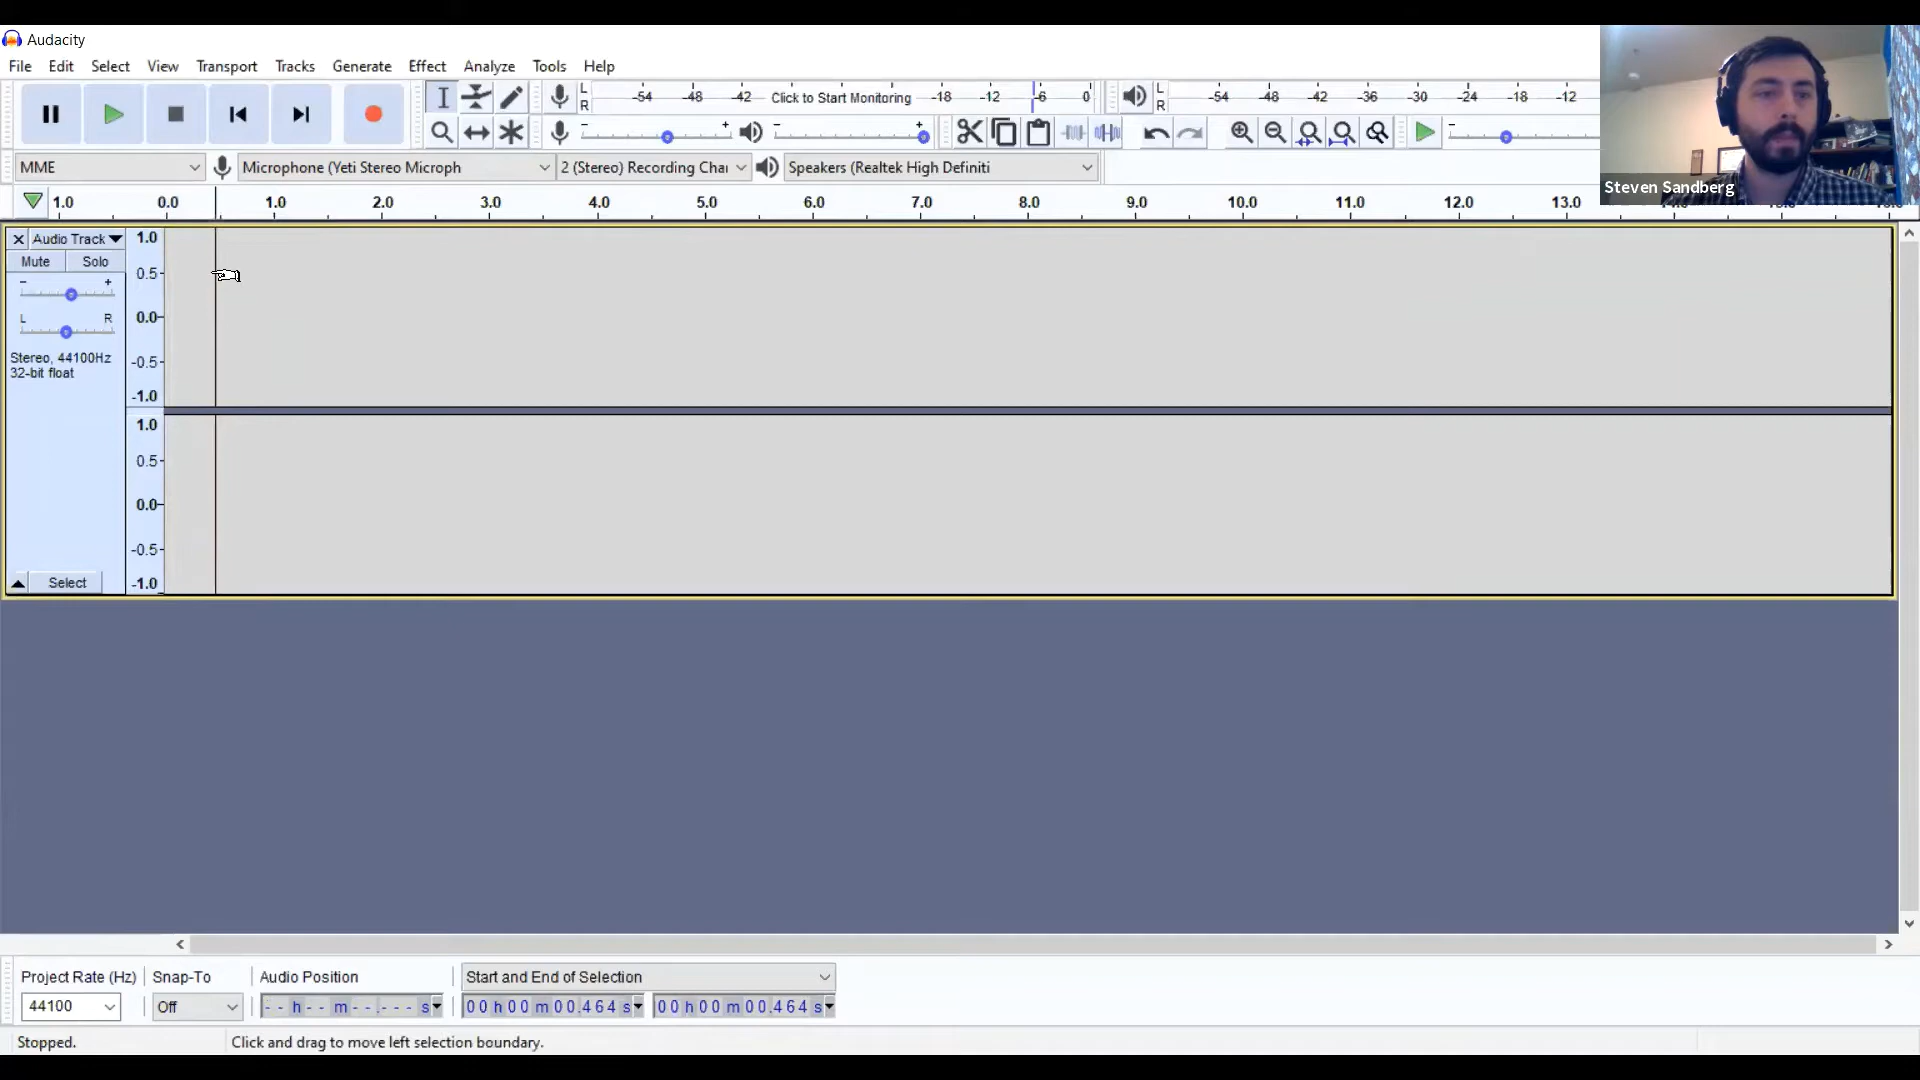 Audacity
File Edit Select View Transport Tracks Generate Effect Analyze Tools Help
L R -54 -48 -42 Click to Start Monitoring -18 -12 -6 0 L R -54 -48 -42 -36 -30 -24 -18 -12
MME Microphone (Yeti Stereo Microph 2 (Stereo) Recording Chai Speakers (Realtek High Definiti
Steven Sandberg
1.0 0.0 1.0 2.0 3.0 4.0 5.0 6.0 7.0 8.0 9.0 10.0 11.0 12.0 13.0
Audio Track 1.0
Mute Solo
0.5
- +
L R 0.0
Stereo, 44100Hz -0.5
32-bit float
-1.0
1.0
0.5
0.0
-0.5
Select -1.0
Project Rate (Hz) Snap-To Audio Position Start and End of Selection
44100 Off -- h -- m --.--- s 00 h 00 m 00.464 s 00 h 00 m 00.464 s
Stopped. Click and drag to move left selection boundary.